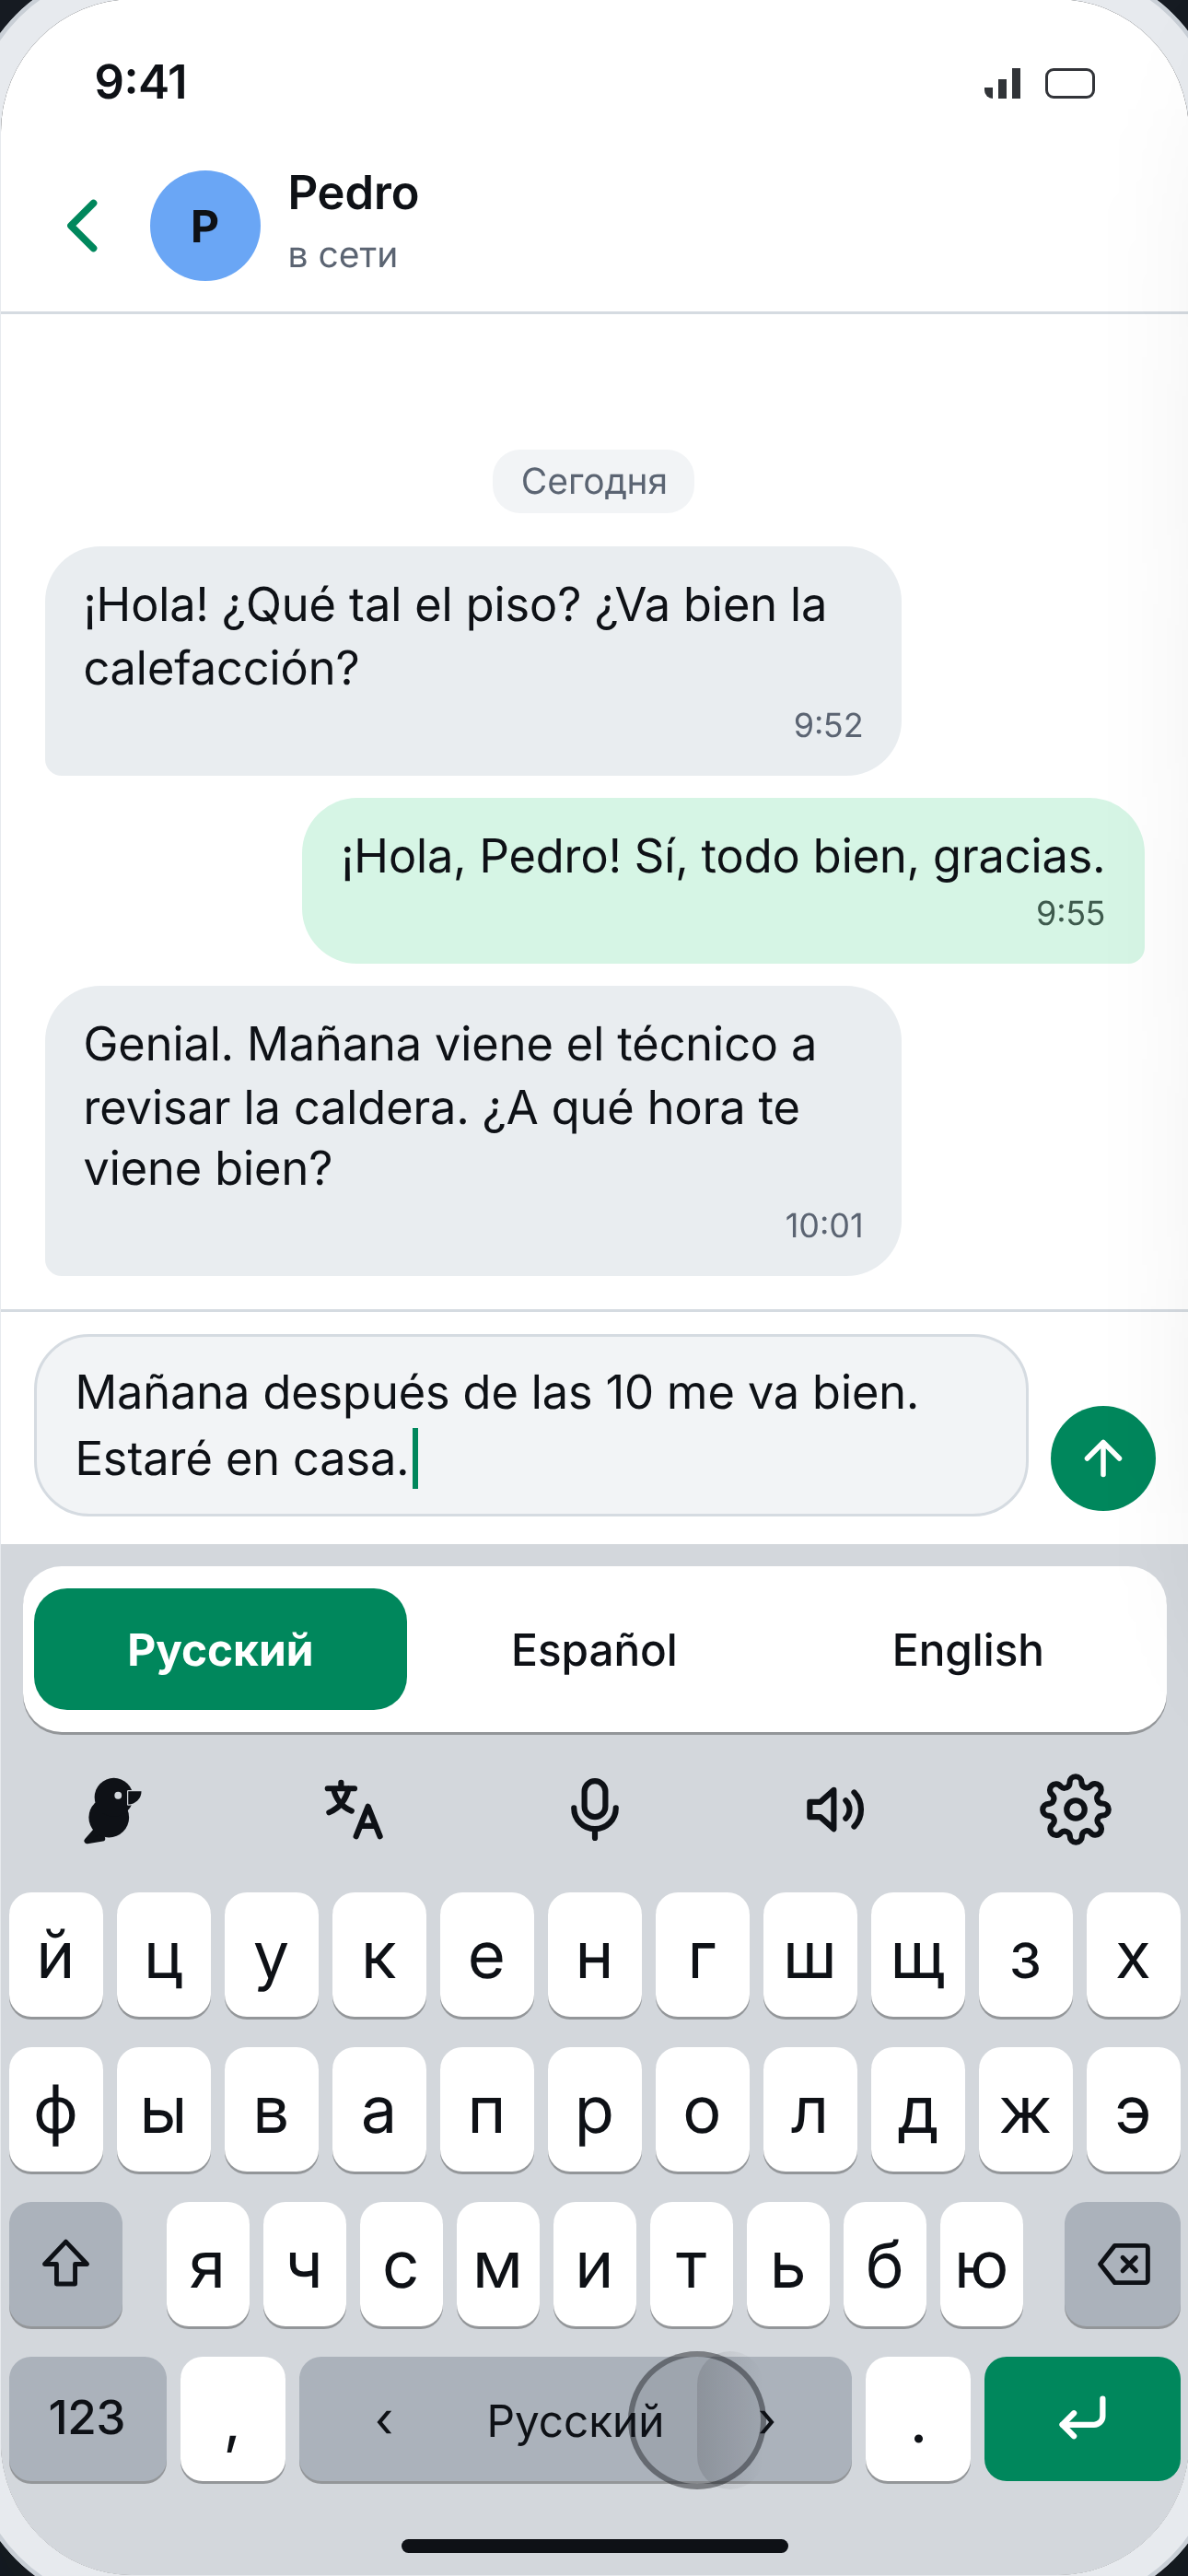 9:41
P
Pedro
в сети
Сегодня
¡Hola! ¿Qué tal el piso? ¿Va bien la
calefacción?
9:52
¡Hola, Pedro! Sí, todo bien, gracias.
9:55
Genial. Mañana viene el técnico a
revisar la caldera. ¿A qué hora te
viene bien?
10:01
Mañana después de las 10 me va bien.
Estaré en casa.
Русский Español English
й ц у к е н г ш щ з х
ф ы в а п р о л д ж э
я ч с м и т ь б ю
123 , ‹ Русский › .